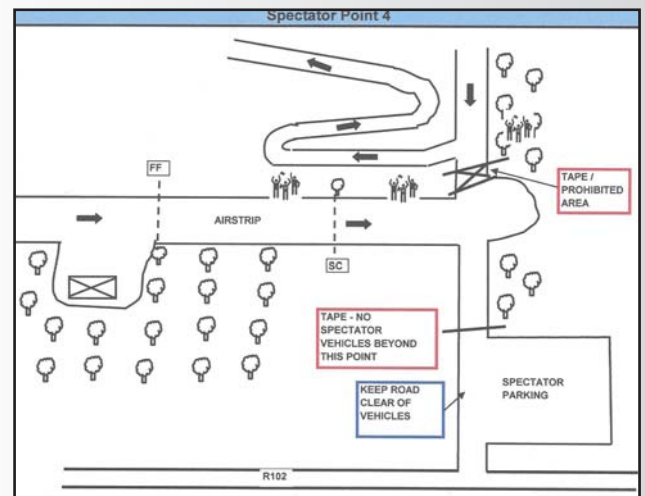 Spectator Point 4
FF
TAPE /
PROHIBITED
AREA
AIRSTRIP
SC
TAPE - NO
SPECTATOR
VEHICLES BEYOND
THIS POINT
KEEP ROAD
CLEAR OF
VEHICLES
SPECTATOR
PARKING
R102